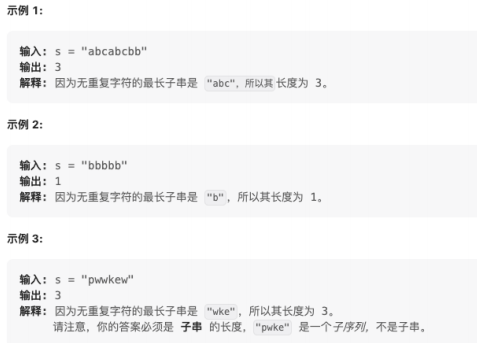 示例 1:
输入: s = "abcabcbb"
输出: 3
解释: 因为无重复字符的最长子串是 "abc"，所以其长度为 3。
示例 2:
输入: s = "bbbbb"
输出: 1
解释: 因为无重复字符的最长子串是 "b"，所以其长度为 1。
示例 3:
输入: s = "pwwkew"
输出: 3
解释: 因为无重复字符的最长子串是 "wke"，所以其长度为 3。
请注意，你的答案必须是 子串 的长度，"pwke" 是一个子序列，不是子串。